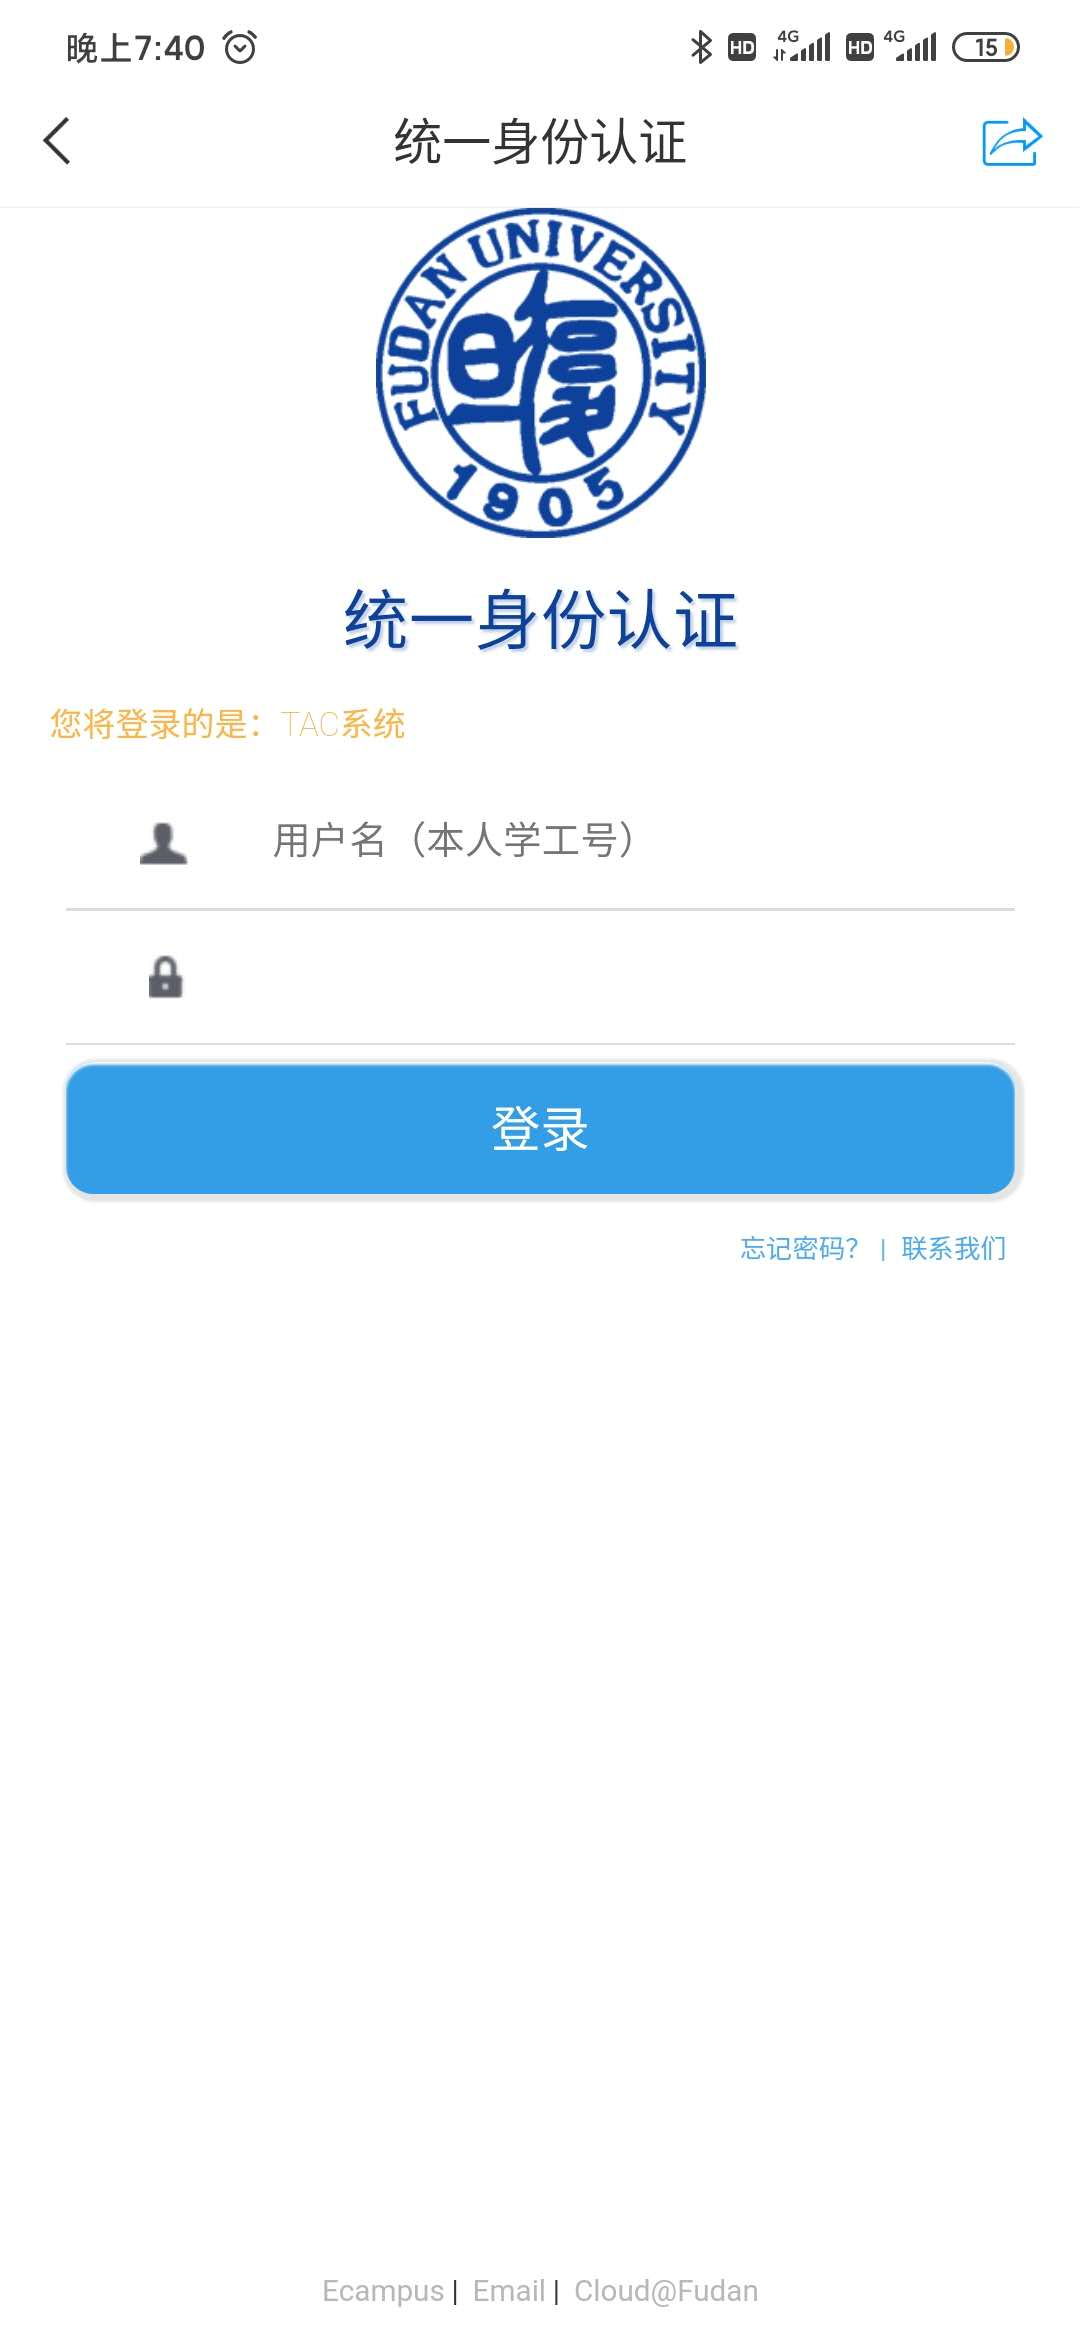 晚上7:40 HD 4G HD 4G 15
统一身份认证
FUDAN UNIVERSITY
復旦
1905
统一身份认证
您将登录的是：TAC系统
用户名（本人学工号）
登录
忘记密码？ | 联系我们
Ecampus | Email | Cloud@Fudan